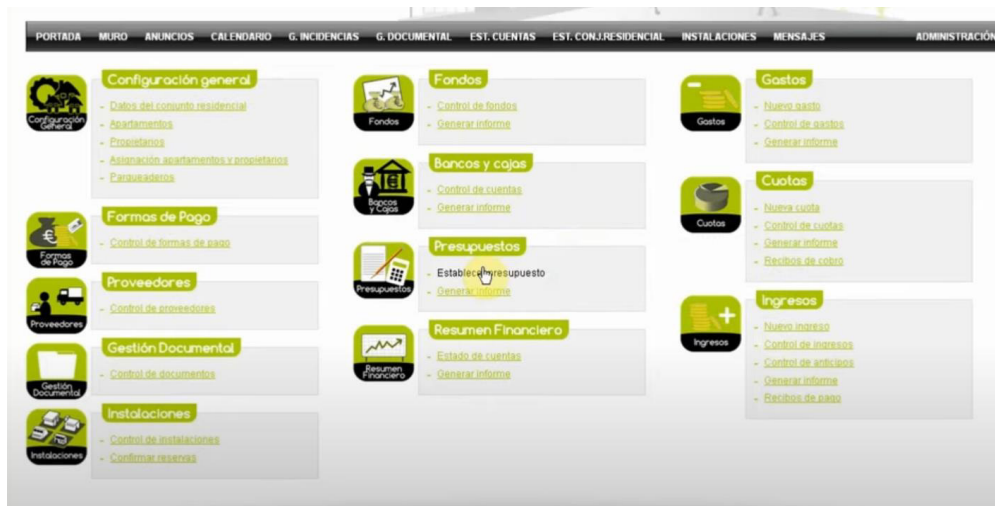 PORTADA MURO ANUNCIOS CALENDARIO G. INCIDENCIAS G. DOCUMENTAL EST. CUENTAS EST. CONJ.RESIDENCIAL INSTALACIONES MENSAJES ADMINISTRACIÓN
Configuración General
Configuración general
- Datos del conjunto residencial
- Apartamentos
- Propietarios
- Asignación apartamentos y propietarios
- Parqueaderos
Formas de Pago
Formas de Pago
- Control de formas de pago
Proveedores
Proveedores
- Control de proveedores
Gestión Documental
Gestión Documental
- Control de documentos
Instalaciones
Instalaciones
- Control de instalaciones
- Confirmar reservas
Fondos
Fondos
- Control de fondos
- Generar informe
Bancos y Cajas
Bancos y cajas
- Control de cuentas
- Generar informe
Presupuestos
Presupuestos
- Establecer presupuesto
- Generar informe
Resumen Financiero
Resumen Financiero
- Estado de cuentas
- Generar informe
Gastos
Gastos
- Nuevo gasto
- Control de gastos
- Generar informe
Cuotas
Cuotas
- Nueva cuota
- Control de cuotas
- Generar informe
- Recibos de cobro
Ingresos
Ingresos
- Nuevo ingreso
- Control de ingresos
- Control de anticipos
- Generar informe
- Recibos de pago